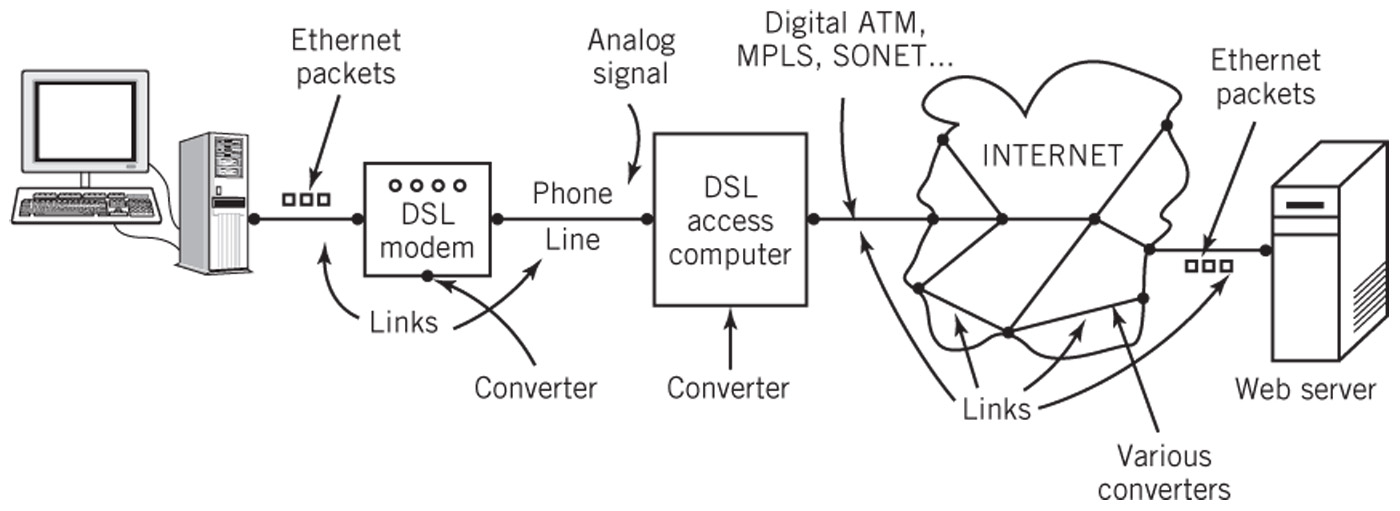 Ethernet
packets
Analog
signal
Digital ATM,
MPLS, SONET...
Ethernet
packets
INTERNET
DSL
modem
Phone
Line
DSL
access
computer
Links
Converter
Converter
Links
Web server
Various
converters